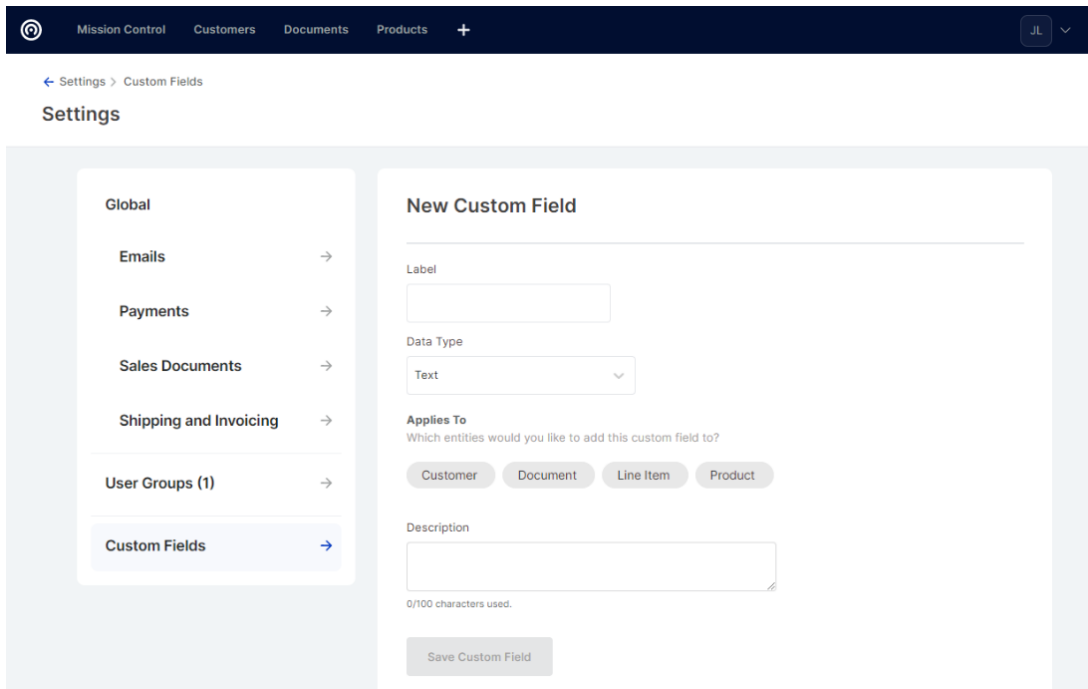 Mission Control Customers Documents Products + JL
← Settings > Custom Fields
Settings
Global
Emails →
Payments →
Sales Documents →
Shipping and Invoicing →
User Groups (1) →
Custom Fields →
New Custom Field
Label
Data Type
Text
Applies To
Which entities would you like to add this custom field to?
Customer Document Line Item Product
Description
0/100 characters used.
Save Custom Field